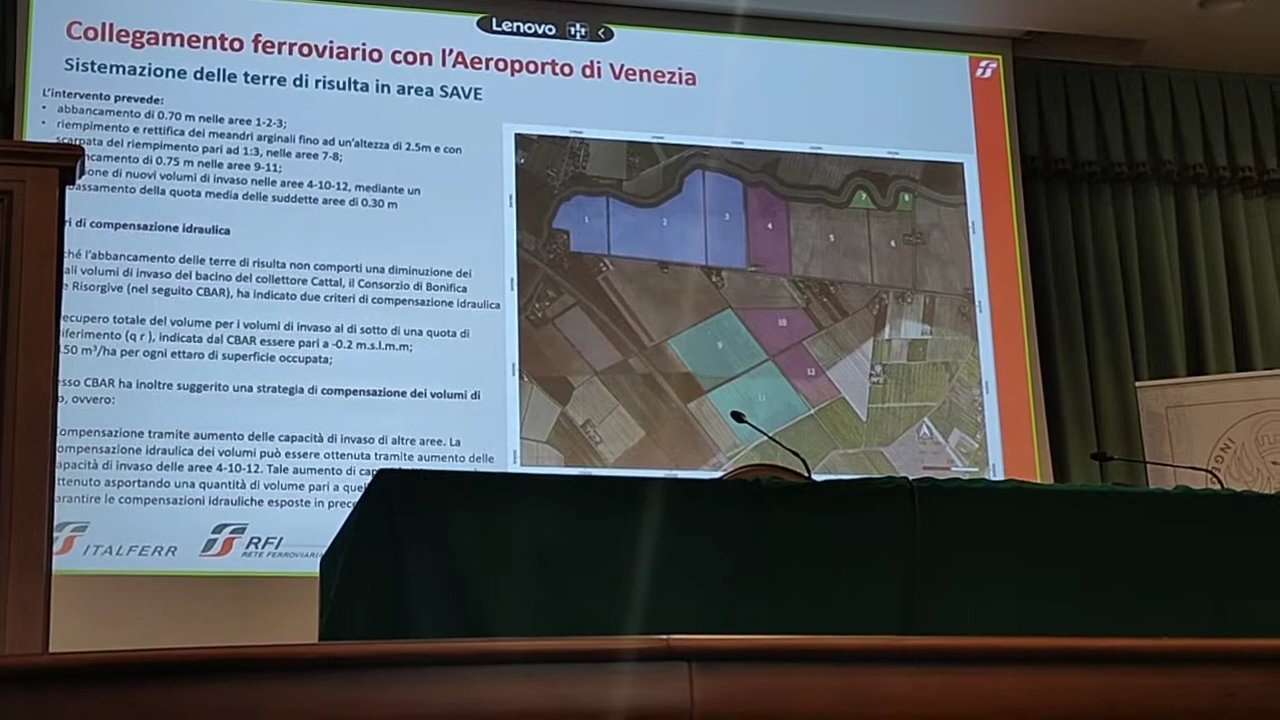 Lenovo
Collegamento ferroviario con l'Aeroporto di Venezia
Sistemazione delle terre di risulta in area SAVE
L'intervento prevede:
• abbancamento di 0.70 m nelle aree 1-2-3;
• riempimento e rettifica dei meandri arginali fino ad un'altezza di 2.5m e con
scarpata del riempimento pari ad 1:3, nelle aree 7-8;
ncamento di 0.75 m nelle aree 9-11;
one di nuovi volumi di invaso nelle aree 4-10-12, mediante un
bassamento della quota media delle suddette aree di 0.30 m
ri di compensazione idraulica
ché l'abbancamento delle terre di risulta non comporti una diminuzione dei
ali volumi di invaso del bacino del collettore Cattal, il Consorzio di Bonifica
e Risorgive (nel seguito CBAR), ha indicato due criteri di compensazione idraulica
ecupero totale del volume per i volumi di invaso al di sotto di una quota di
iferimento (q r ), indicata dal CBAR essere pari a -0.2 m.s.l.m.m;
150 m³/ha per ogni ettaro di superficie occupata;
sso CBAR ha inoltre suggerito una strategia di compensazione dei volumi di
o, ovvero:
ompensazione tramite aumento delle capacità di invaso di altre aree. La
ompensazione idraulica dei volumi può essere ottenuta tramite aumento delle
apacità di invaso delle aree 4-10-12. Tale aumento di cap
ttenuto asportando una quantità di volume pari a quel
arantire le compensazioni idrauliche esposte in prece
1
2
3
4
5
6
7
8
9
10
11
12
ITALFERR
RFI
RETE FERROVIARI
INGE